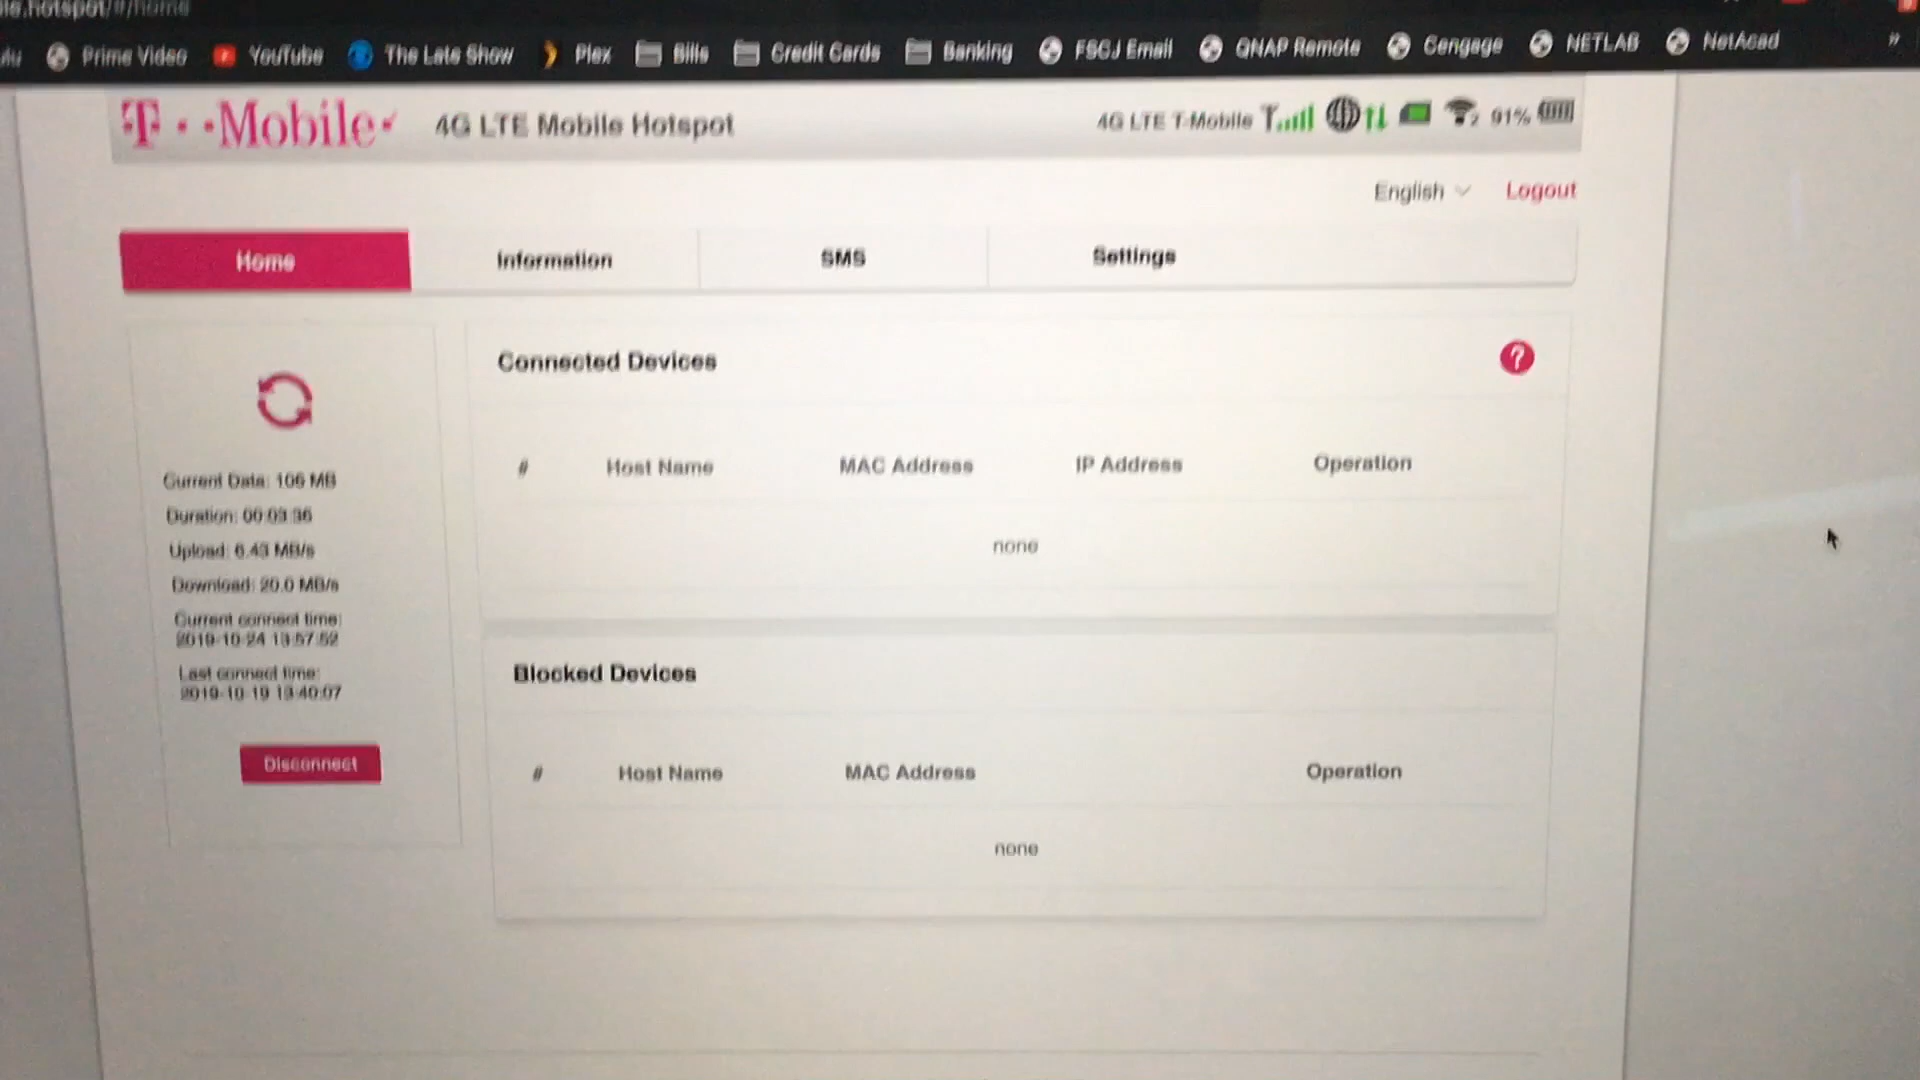 Prime Video YouTube The Late Show Plex Bills Credit Cards Banking FSCJ Email QNAP Remote Cengage NETLAB NetAcad »
T··Mobile· 4G LTE Mobile Hotspot 4G LTE T-Mobile 2 91%
English Logout
Home Information SMS Settings
Connected Devices ?
# Host Name MAC Address IP Address Operation
none
Current Data: 106 MB
Duration: 00:03:36
Upload: 6.43 MB/s
Download: 20.0 MB/s
Current connect time:
2019-10-24 13:57:52
Last connect time:
2019-10-19 13:40:07
Disconnect
Blocked Devices
# Host Name MAC Address Operation
none